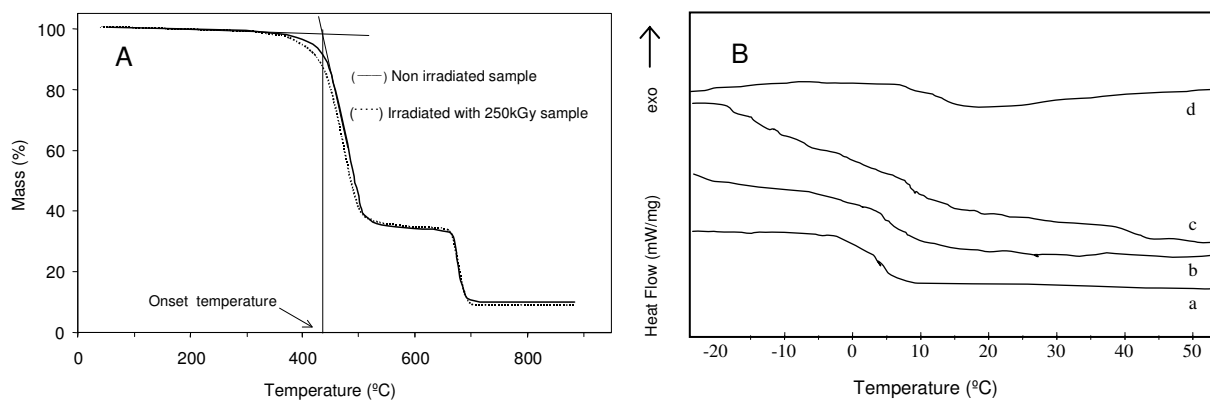 A
100
80
60
40
20
0
Mass (%)
(——) Non irradiated sample
(······) Irradiated with 250kGy sample
Onset temperature
0 200 400 600 800
Temperature (ºC)
B
exo
Heat Flow (mW/mg)
d
c
b
a
-20 -10 0 10 20 30 40 50
Temperature (ºC)